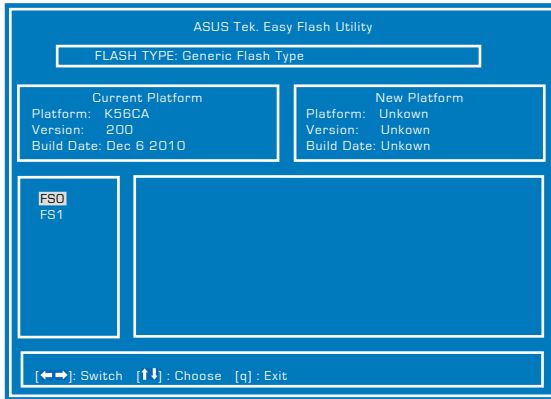 ASUS Tek. Easy Flash Utility
FLASH TYPE: Generic Flash Type
Current Platform
Platform: K56CA
Version: 200
Build Date: Dec 6 2010
New Platform
Platform: Unkown
Version: Unkown
Build Date: Unkown
FS0
FS1
[←→]: Switch [↑↓] : Choose [q] : Exit